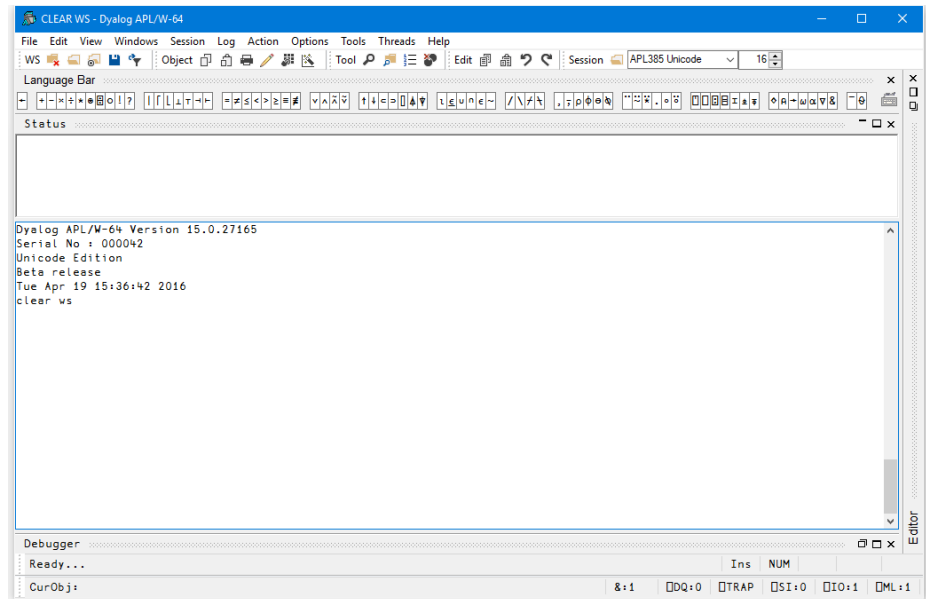 CLEAR WS - Dyalog APL/W-64
File Edit View Windows Session Log Action Options Tools Threads Help
WS Object Tool Edit Session APL385 Unicode 16
Language Bar
← + - × ÷ * ⍟ ⌹ ○ ! ? | ⌈ ⌊ ⊥ ⊤ ⊣ ⊢ = ≠ ≤ < > ≥ ≡ ≢ ∨ ∧ ⍲ ⍱ ↑ ↓ ⊂ ⊃ ⌷ ⍋ ⍒ ⍳ ⍷ ∪ ∩ ∊ ~ / \ ⌿ ⍀ , ⍪ ⍴ ⌽ ⊖ ⍉ ¨ ⍨ ⍣ . ∘ ⍤ ⍞ ⎕ ⍠ ⌸ ⌶ ⍎ ⍕ ⋄ ⍝ → ⍵ ⍺ ∇ & ¯ ⍬
Status
Dyalog APL/W-64 Version 15.0.27165
Serial No : 000042
Unicode Edition
Beta release
Tue Apr 19 15:36:42 2016
clear ws
Editor
Debugger
Ready... Ins NUM
CurObj: &:1 ⎕DQ:0 ⎕TRAP ⎕SI:0 ⎕IO:1 ⎕ML:1